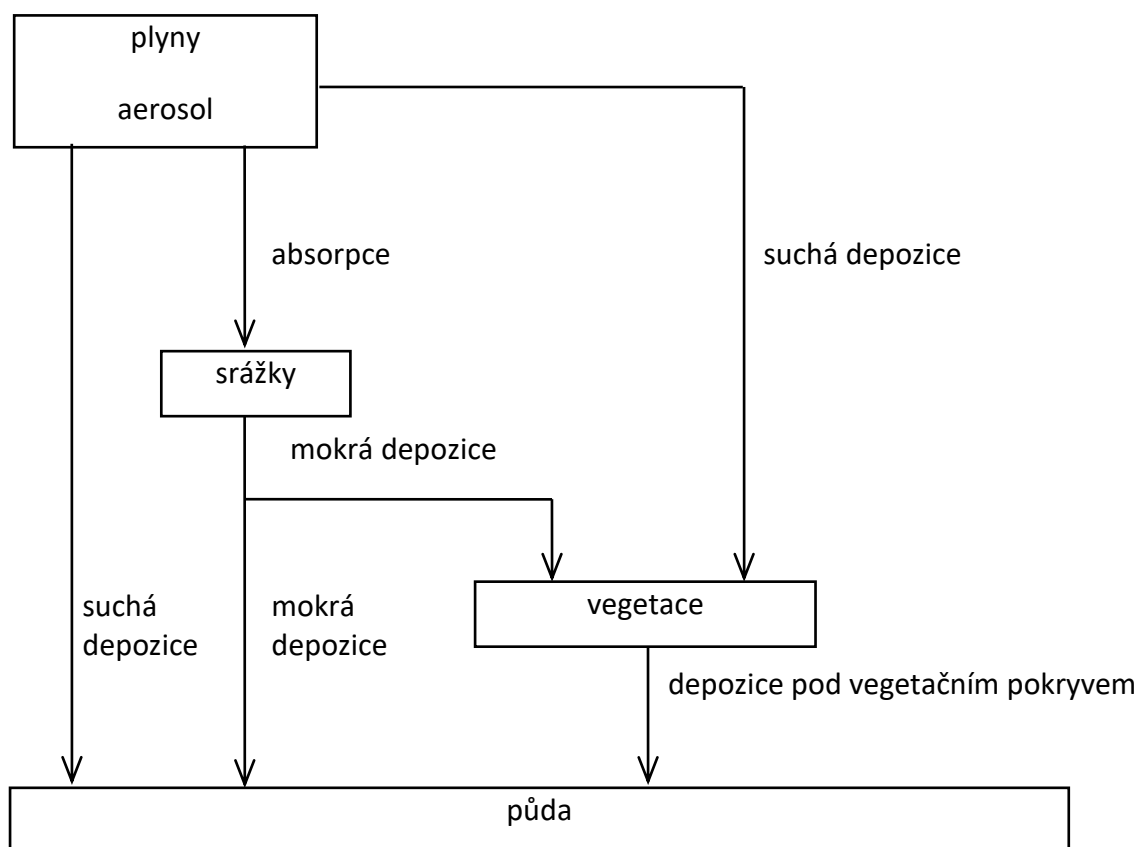 plyny
aerosol
absorpce
suchá depozice
srážky
mokrá depozice
suchá
depozice
mokrá
depozice
vegetace
depozice pod vegetačním pokryvem
půda